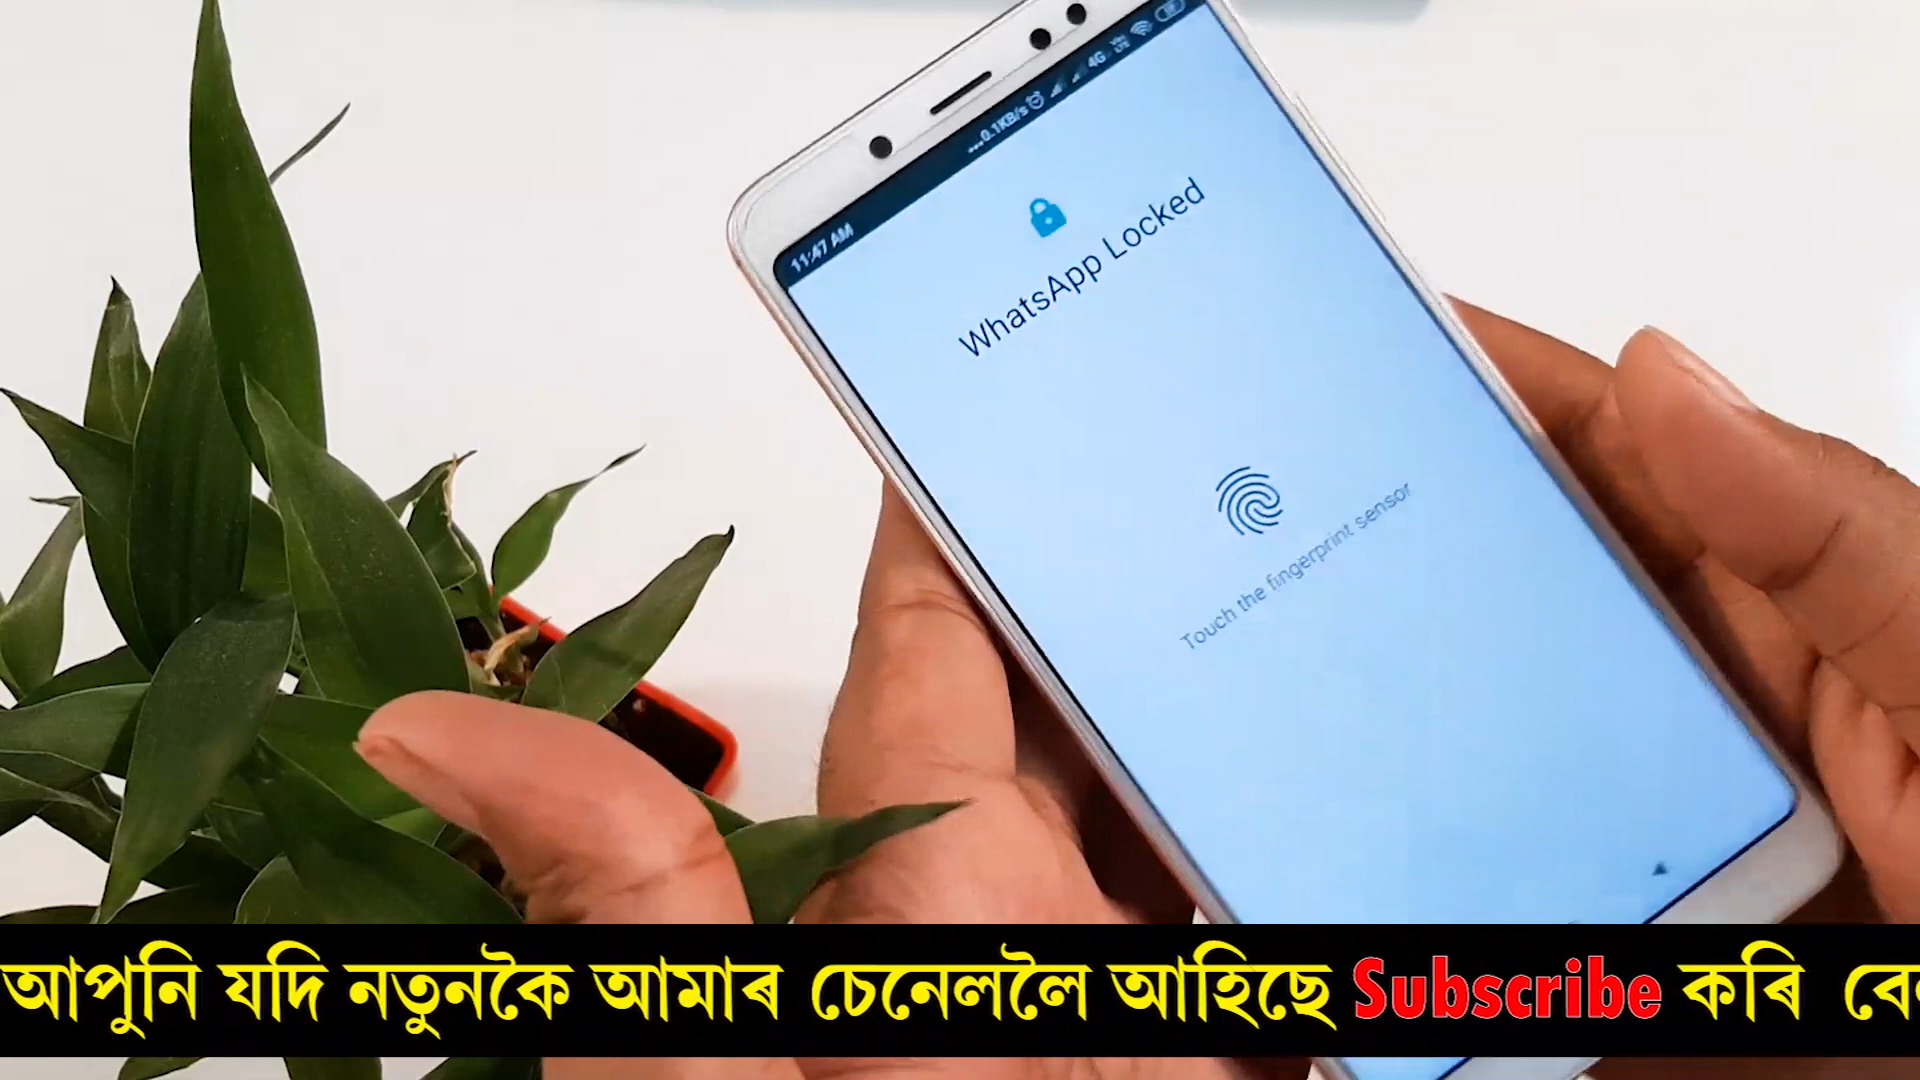 11:47 AM
...0.1KB/s 4G VoLTE
WhatsApp Locked
Touch the fingerprint sensor
আপুনি যদি নতুনকৈ আমাৰ চেনেললৈ আহিছে Subscribe কৰি